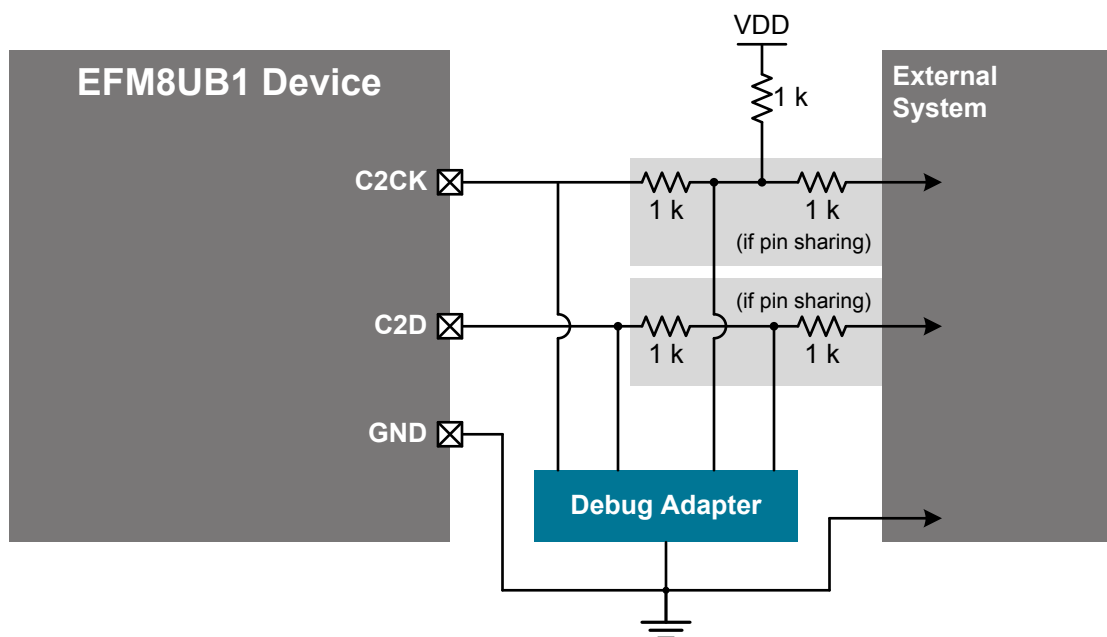 VDD
EFM8UB1 Device
External
System
1 k
C2CK
1 k
1 k
(if pin sharing)
(if pin sharing)
C2D
1 k
1 k
GND
Debug Adapter